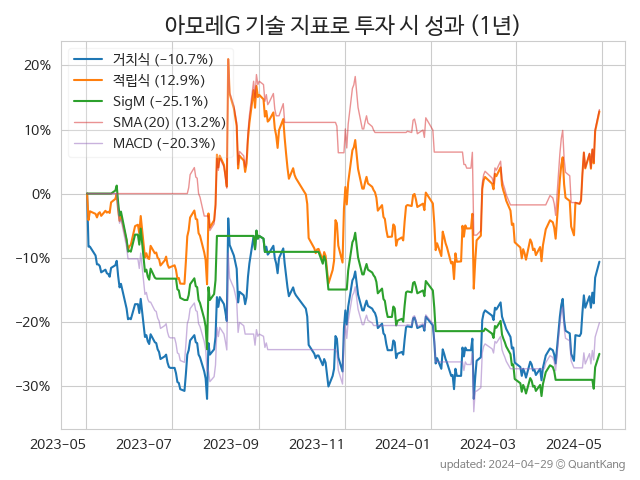 아모레G 기술 지표로 투자 시 성과 (1년)
거치식 (−10.7%)
적립식 (12.9%)
SigM (−25.1%)
SMA(20) (13.2%)
MACD (−20.3%)
20%
10%
0%
−10%
−20%
−30%
2023-05 2023-07 2023-09 2023-11 2024-01 2024-03 2024-05
updated: 2024-04-29 © QuantKang